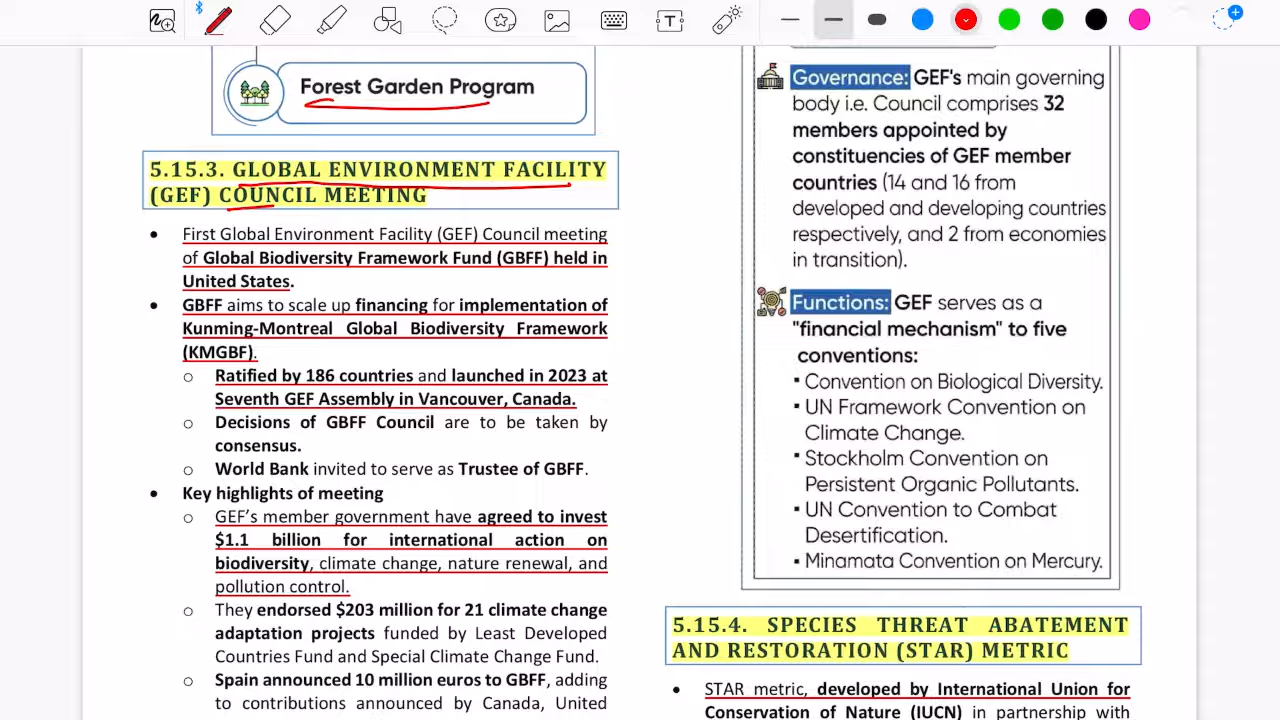 Forest Garden Program
5.15.3. GLOBAL ENVIRONMENT FACILITY
(GEF) COUNCIL MEETING
• First Global Environment Facility (GEF) Council meeting
of Global Biodiversity Framework Fund (GBFF) held in
United States.
• GBFF aims to scale up financing for implementation of
Kunming-Montreal Global Biodiversity Framework
(KMGBF).
o Ratified by 186 countries and launched in 2023 at
Seventh GEF Assembly in Vancouver, Canada.
o Decisions of GBFF Council are to be taken by
consensus.
o World Bank invited to serve as Trustee of GBFF.
• Key highlights of meeting
o GEF’s member government have agreed to invest
$1.1 billion for international action on
biodiversity, climate change, nature renewal, and
pollution control.
o They endorsed $203 million for 21 climate change
adaptation projects funded by Least Developed
Countries Fund and Special Climate Change Fund.
o Spain announced 10 million euros to GBFF, adding
to contributions announced by Canada, United
Governance: GEF's main governing
body i.e. Council comprises 32
members appointed by
constituencies of GEF member
countries (14 and 16 from
developed and developing countries
respectively, and 2 from economies
in transition).
Functions: GEF serves as a
"financial mechanism" to five
conventions:
▪ Convention on Biological Diversity.
▪ UN Framework Convention on
Climate Change.
▪ Stockholm Convention on
Persistent Organic Pollutants.
▪ UN Convention to Combat
Desertification.
▪ Minamata Convention on Mercury.
5.15.4. SPECIES THREAT ABATEMENT
AND RESTORATION (STAR) METRIC
• STAR metric, developed by International Union for
Conservation of Nature (IUCN) in partnership with